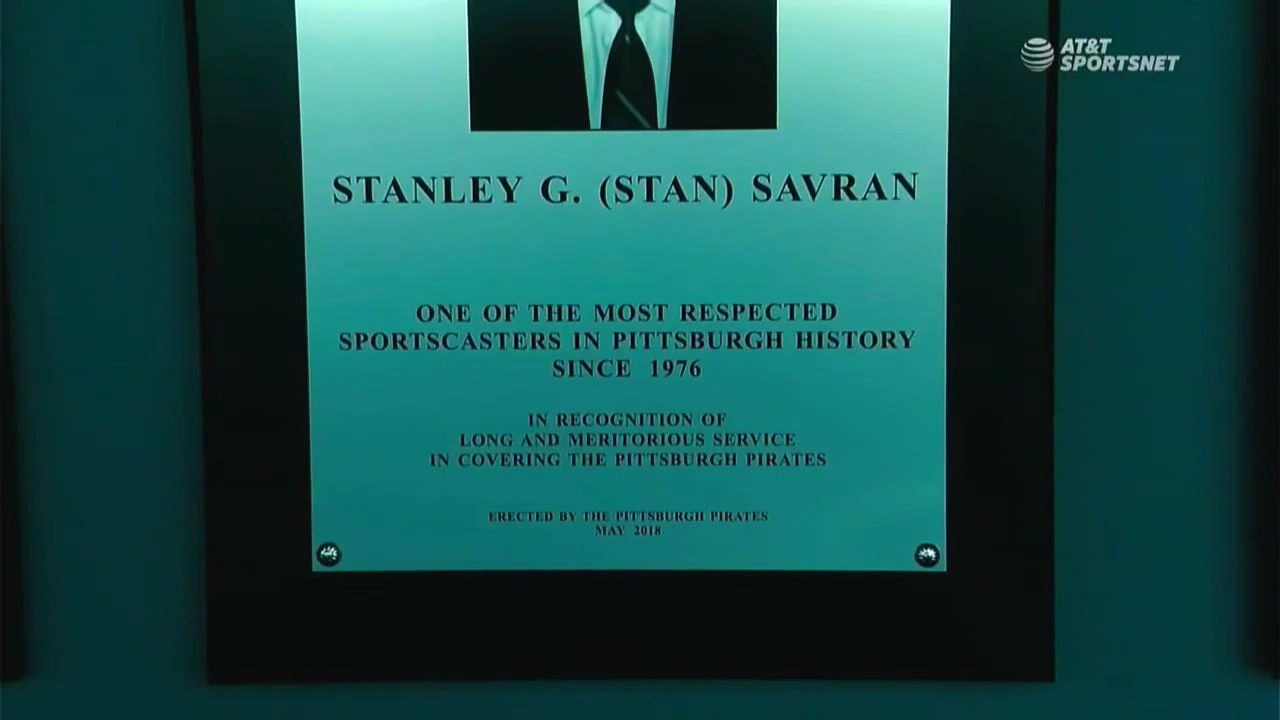 AT&T
SPORTSNET
STANLEY G. (STAN) SAVRAN
ONE OF THE MOST RESPECTED
SPORTSCASTERS IN PITTSBURGH HISTORY
SINCE 1976
IN RECOGNITION OF
LONG AND MERITORIOUS SERVICE
IN COVERING THE PITTSBURGH PIRATES
ERECTED BY THE PITTSBURGH PIRATES
MAY 2018